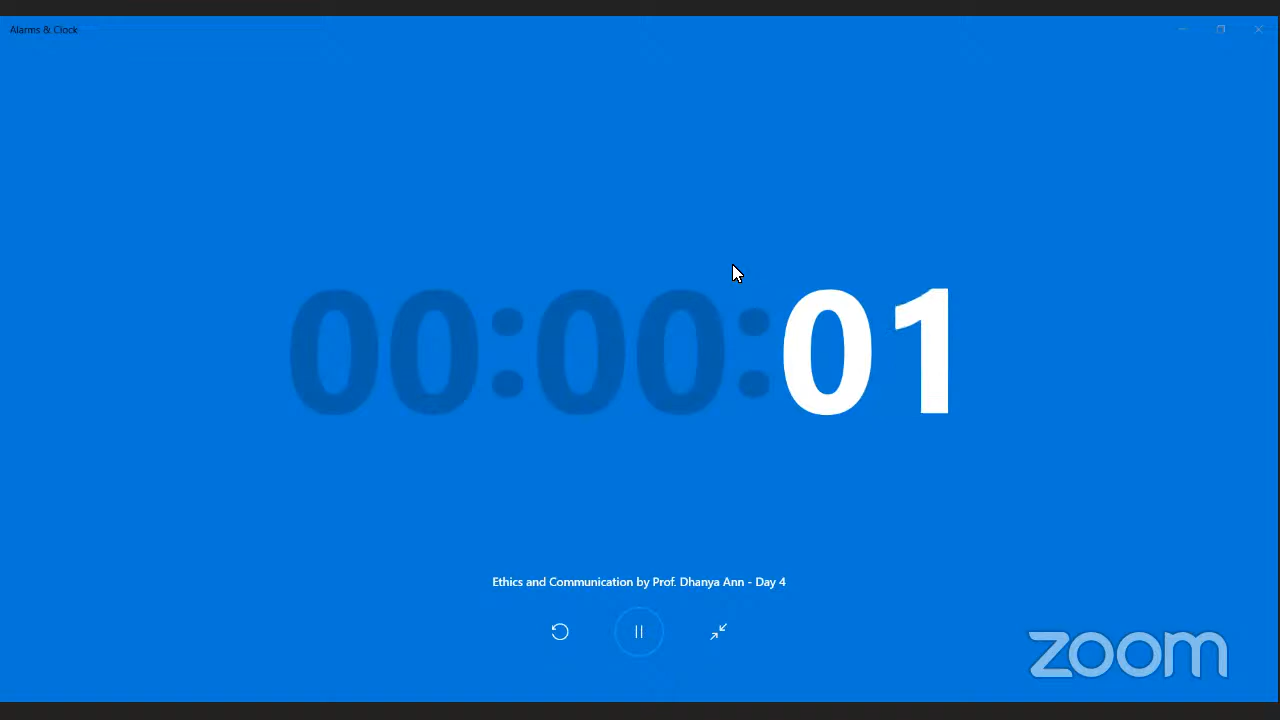 Alarms & Clock
00:00:01
Ethics and Communication by Prof. Dhanya Ann - Day 4
zoom